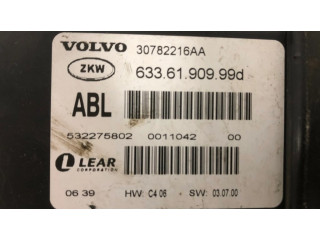 VOLVO 30782216AA
ZKW 633.61.909.99d
ABL
532275802 0011042 00
LEAR
CORPORATION
06 39 HW: C4 06 SW: 03.07.00